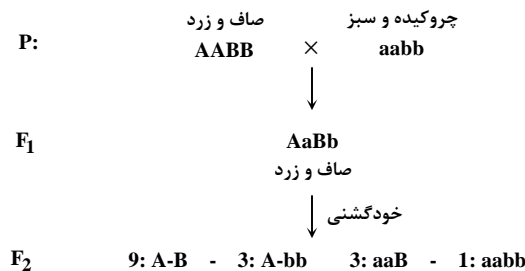 صاف و زرد چروکیده و سبز
P: AABB × aabb
F1 AaBb
صاف و زرد
خودگشنی
F2 9: A-B - 3: A-bb 3: aaB - 1: aabb